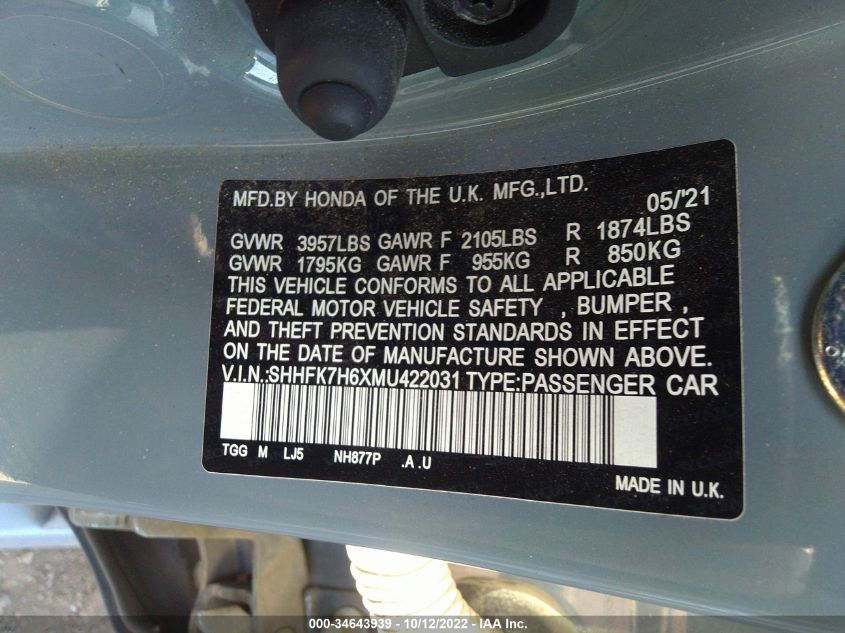 MFD.BY HONDA OF THE U.K. MFG.,LTD. 05/'21
GVWR 3957LBS GAWR F 2105LBS R 1874LBS
GVWR 1795KG GAWR F 955KG R 850KG
THIS VEHICLE CONFORMS TO ALL APPLICABLE
FEDERAL MOTOR VEHICLE SAFETY , BUMPER ,
AND THEFT PREVENTION STANDARDS IN EFFECT
ON THE DATE OF MANUFACTURE SHOWN ABOVE.
V.I.N.:SHHFK7H6XMU422031 TYPE:PASSENGER CAR
TGG M LJ5 NH877P .A .U
MADE IN U.K.
000-34643939 - 10/12/2022 - IAA Inc.